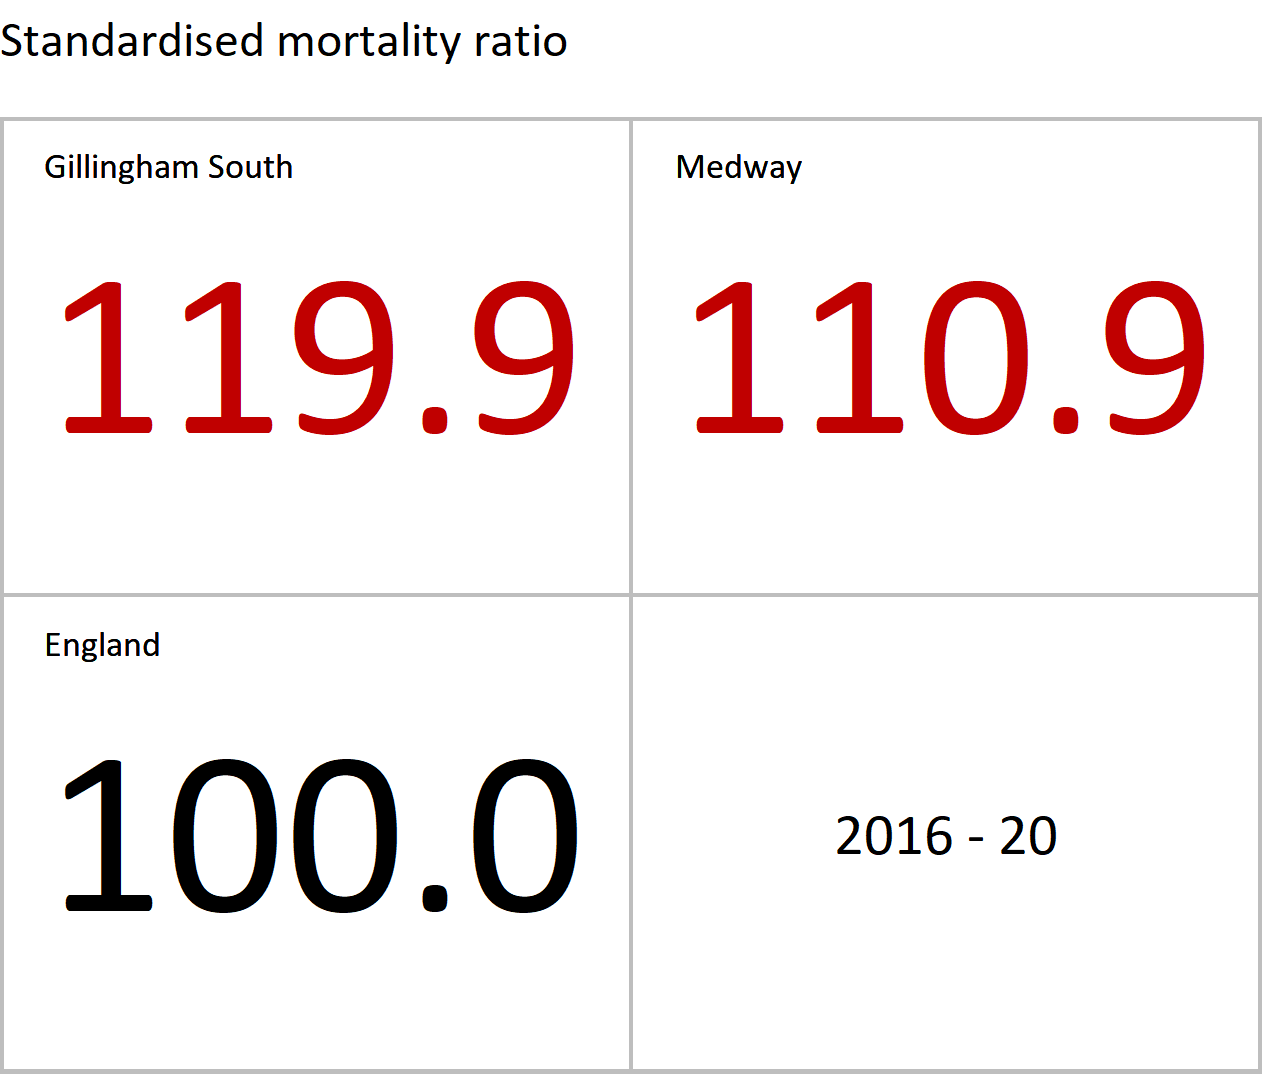 Standardised mortality ratio
Gillingham South
119.9
Medway
110.9
England
100.0
2016 - 20